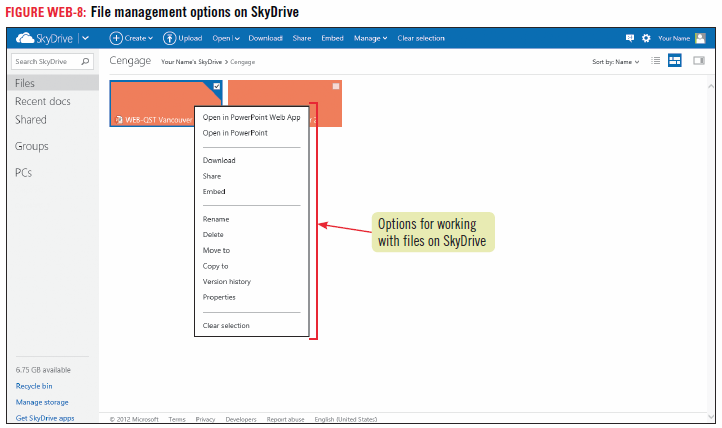 FIGURE WEB-8: File management options on SkyDrive
SkyDrive Create Upload Open Download Share Embed Manage Clear selection Your Name
Search SkyDrive
Cengage Your Name's SkyDrive > Cengage Sort by: Name
Files
Recent docs
Shared
Groups
PCs
WEB-QST Vancouver
2
Open in PowerPoint Web App
Open in PowerPoint
Download
Share
Embed
Rename
Delete
Move to
Copy to
Version history
Properties
Clear selection
Options for working
with files on SkyDrive
6.75 GB available
Recycle bin
Manage storage
Get SkyDrive apps
© 2012 Microsoft Terms Privacy Developers Report abuse English (United States)